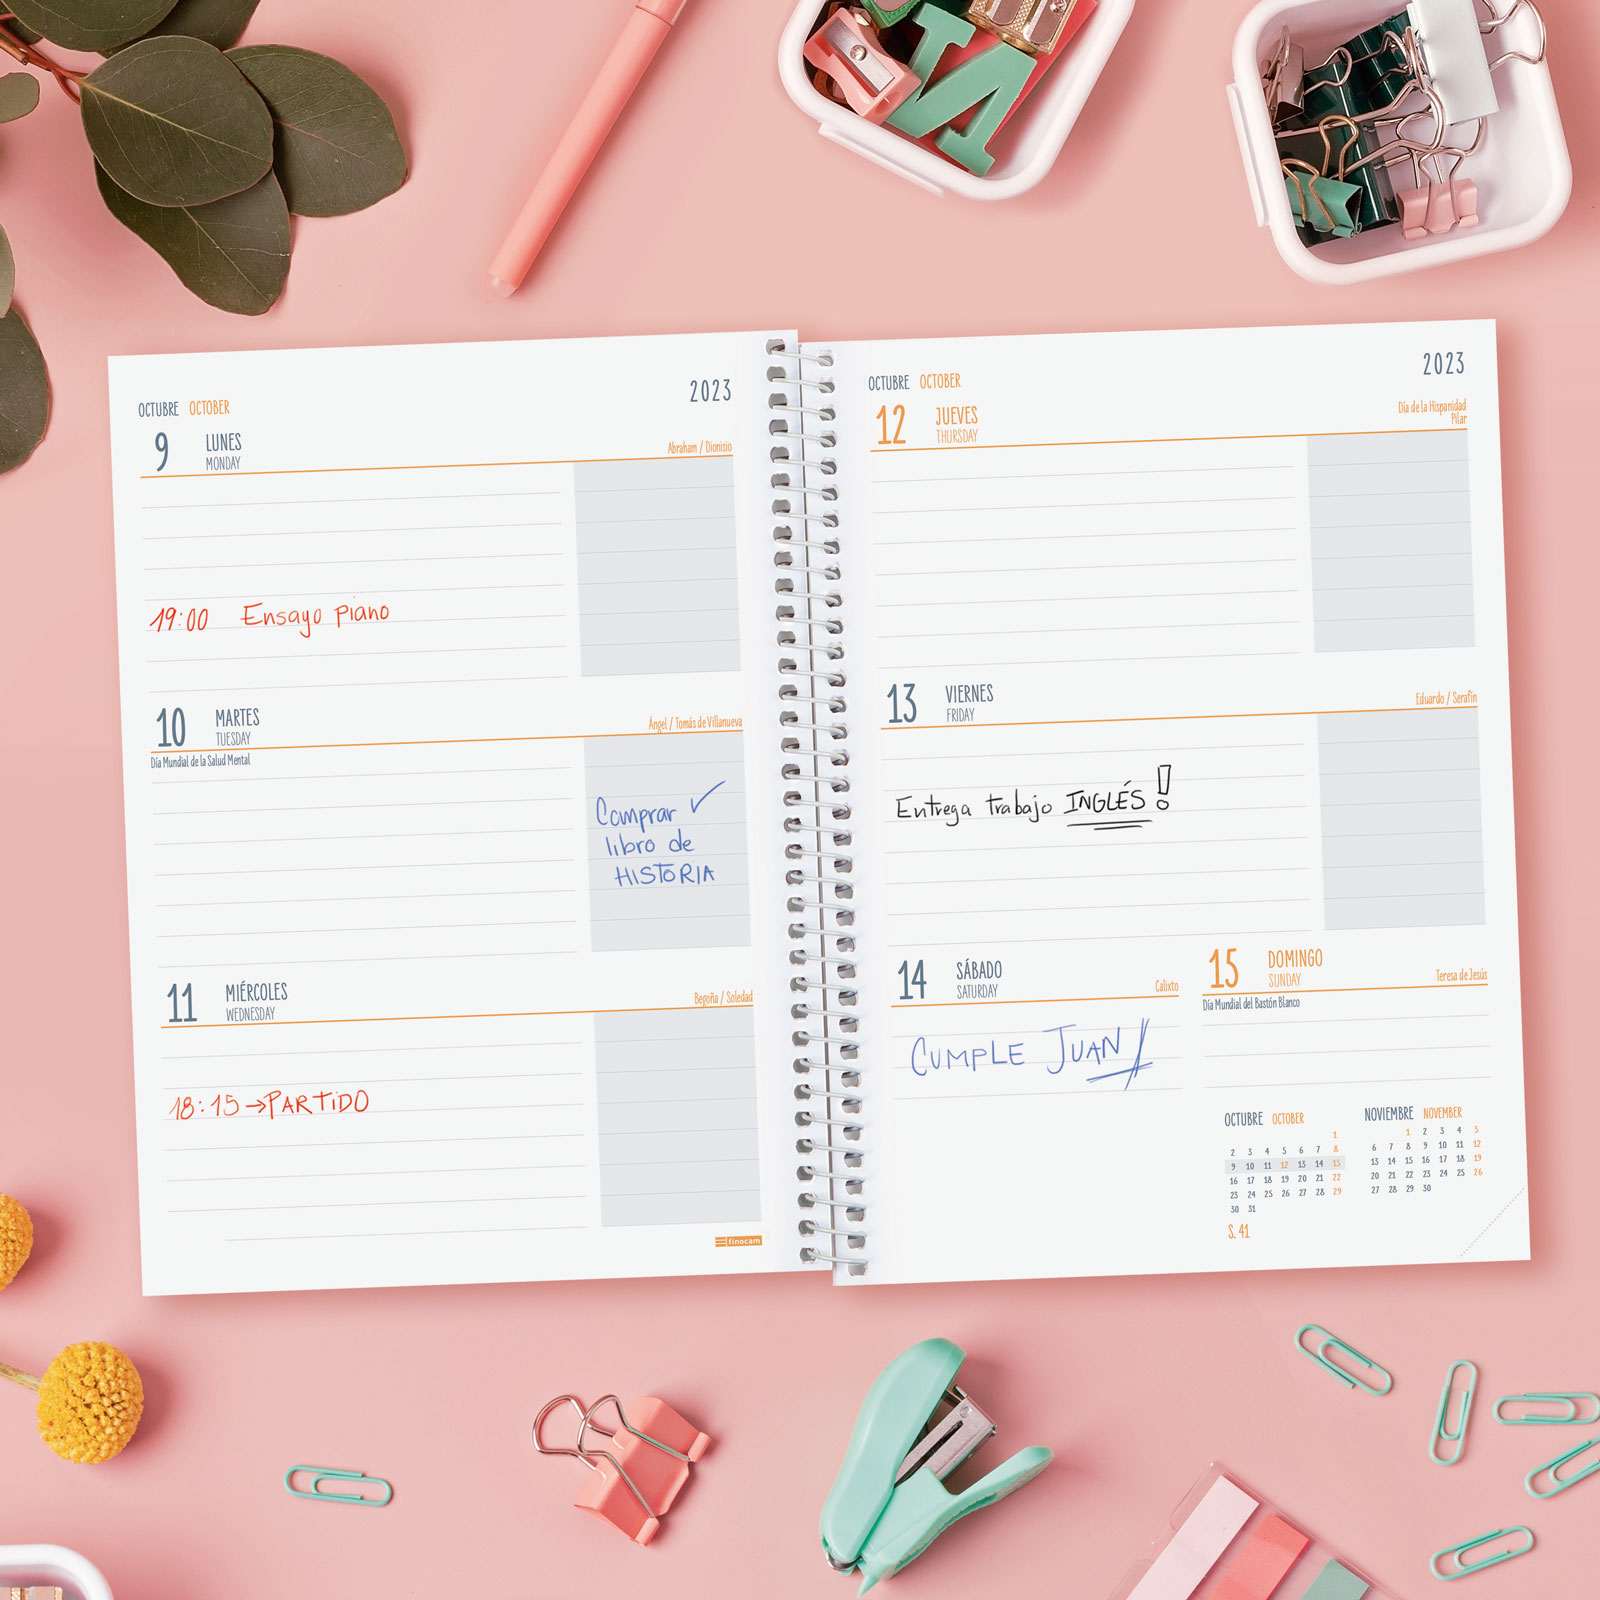 OCTUBRE OCTOBER
2023
9 LUNES
MONDAY
Abraham / Dionisio
19:00 Ensayo piano
10 MARTES
TUESDAY
Ángel / Tomás de Villanueva
Día Mundial de la Salud Mental
Comprar ✓
libro de
HISTORIA
11 MIÉRCOLES
WEDNESDAY
Begoña / Soledad
18:15 → PARTIDO
finocam
OCTUBRE OCTOBER
2023
12 JUEVES
THURSDAY
Día de la Hispanidad
Pilar
13 VIERNES
FRIDAY
Eduardo / Serafín
Entrega trabajo INGLÉS!
14 SÁBADO
SATURDAY
Calixto
CUMPLE JUAN!
15 DOMINGO
SUNDAY
Teresa de Jesús
Día Mundial del Bastón Blanco
OCTUBRE OCTOBER
1
2 3 4 5 6 7 8
9 10 11 12 13 14 15
16 17 18 19 20 21 22
23 24 25 26 27 28 29
30 31
S. 41
NOVIEMBRE NOVEMBER
1 2 3 4 5
6 7 8 9 10 11 12
13 14 15 16 17 18 19
20 21 22 23 24 25 26
27 28 29 30